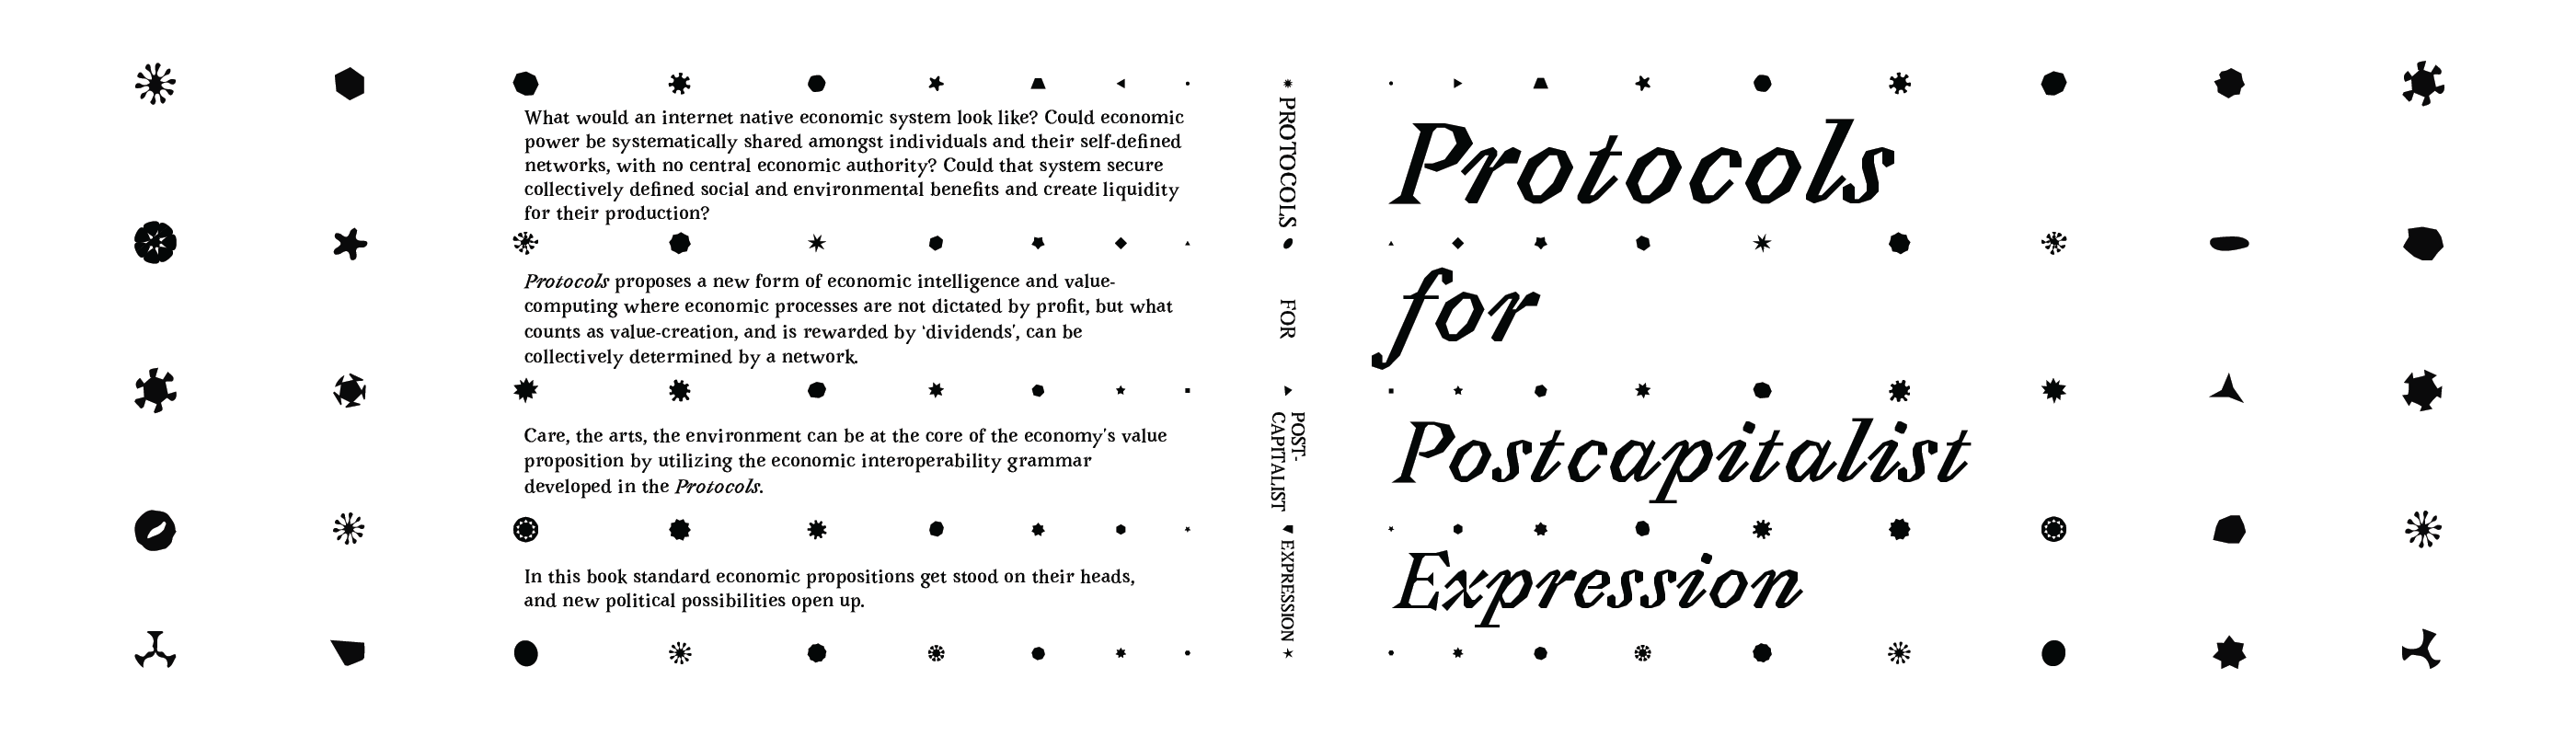 What would an internet native economic system look like? Could economic
power be systematically shared amongst individuals and their self-defined
networks, with no central economic authority? Could that system secure
collectively defined social and environmental benefits and create liquidity
for their production?
Protocols proposes a new form of economic intelligence and value-
computing where economic processes are not dictated by profit, but what
counts as value-creation, and is rewarded by ‘dividends’, can be
collectively determined by a network.
Care, the arts, the environment can be at the core of the economy’s value
proposition by utilizing the economic interoperability grammar
developed in the Protocols.
In this book standard economic propositions get stood on their heads,
and new political possibilities open up.
PROTOCOLS
FOR
POST-
CAPITALIST
EXPRESSION
Protocols
for
Postcapitalist
Expression